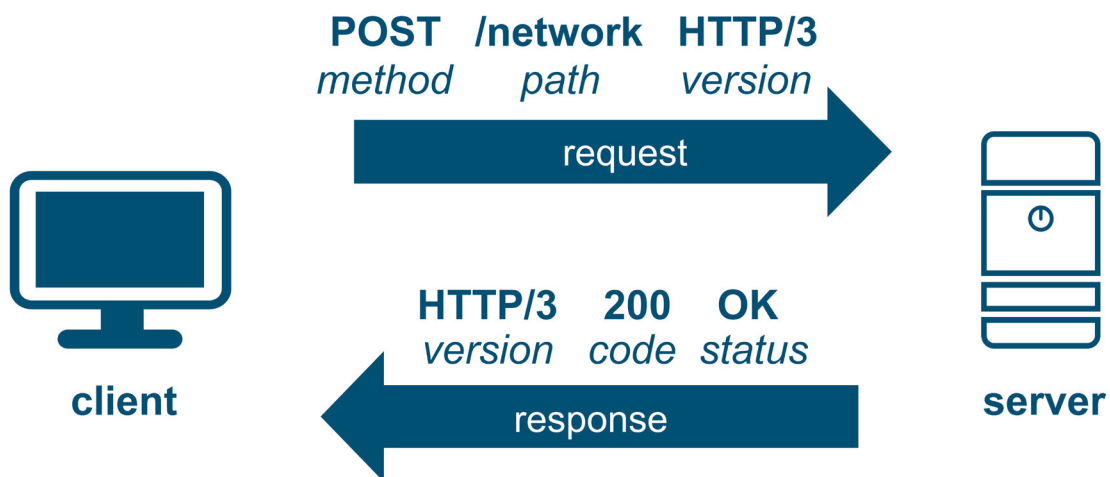 POST /network HTTP/3
method path version
request
HTTP/3 200 OK
version code status
response
client
server